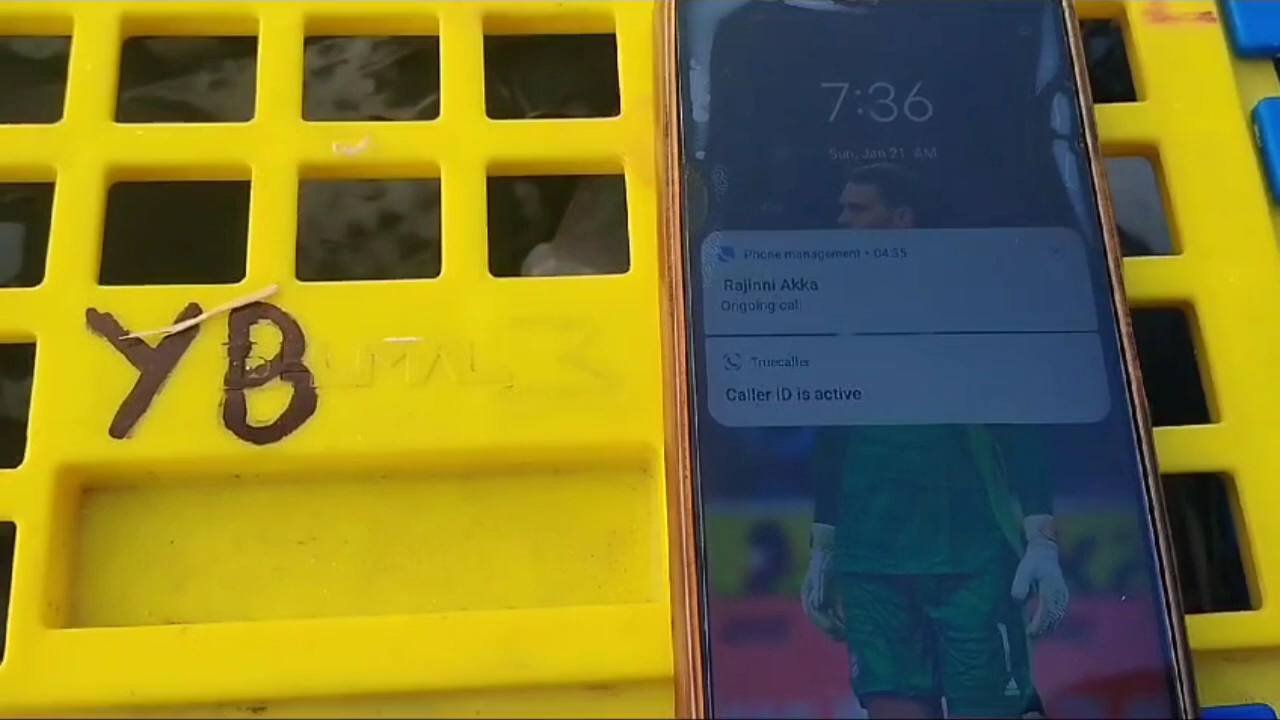 YB
7:36
Sun, Jan 21 AM
Phone management • 04:35
Rajinni Akka
Ongoing call
Truecaller
Caller ID is active